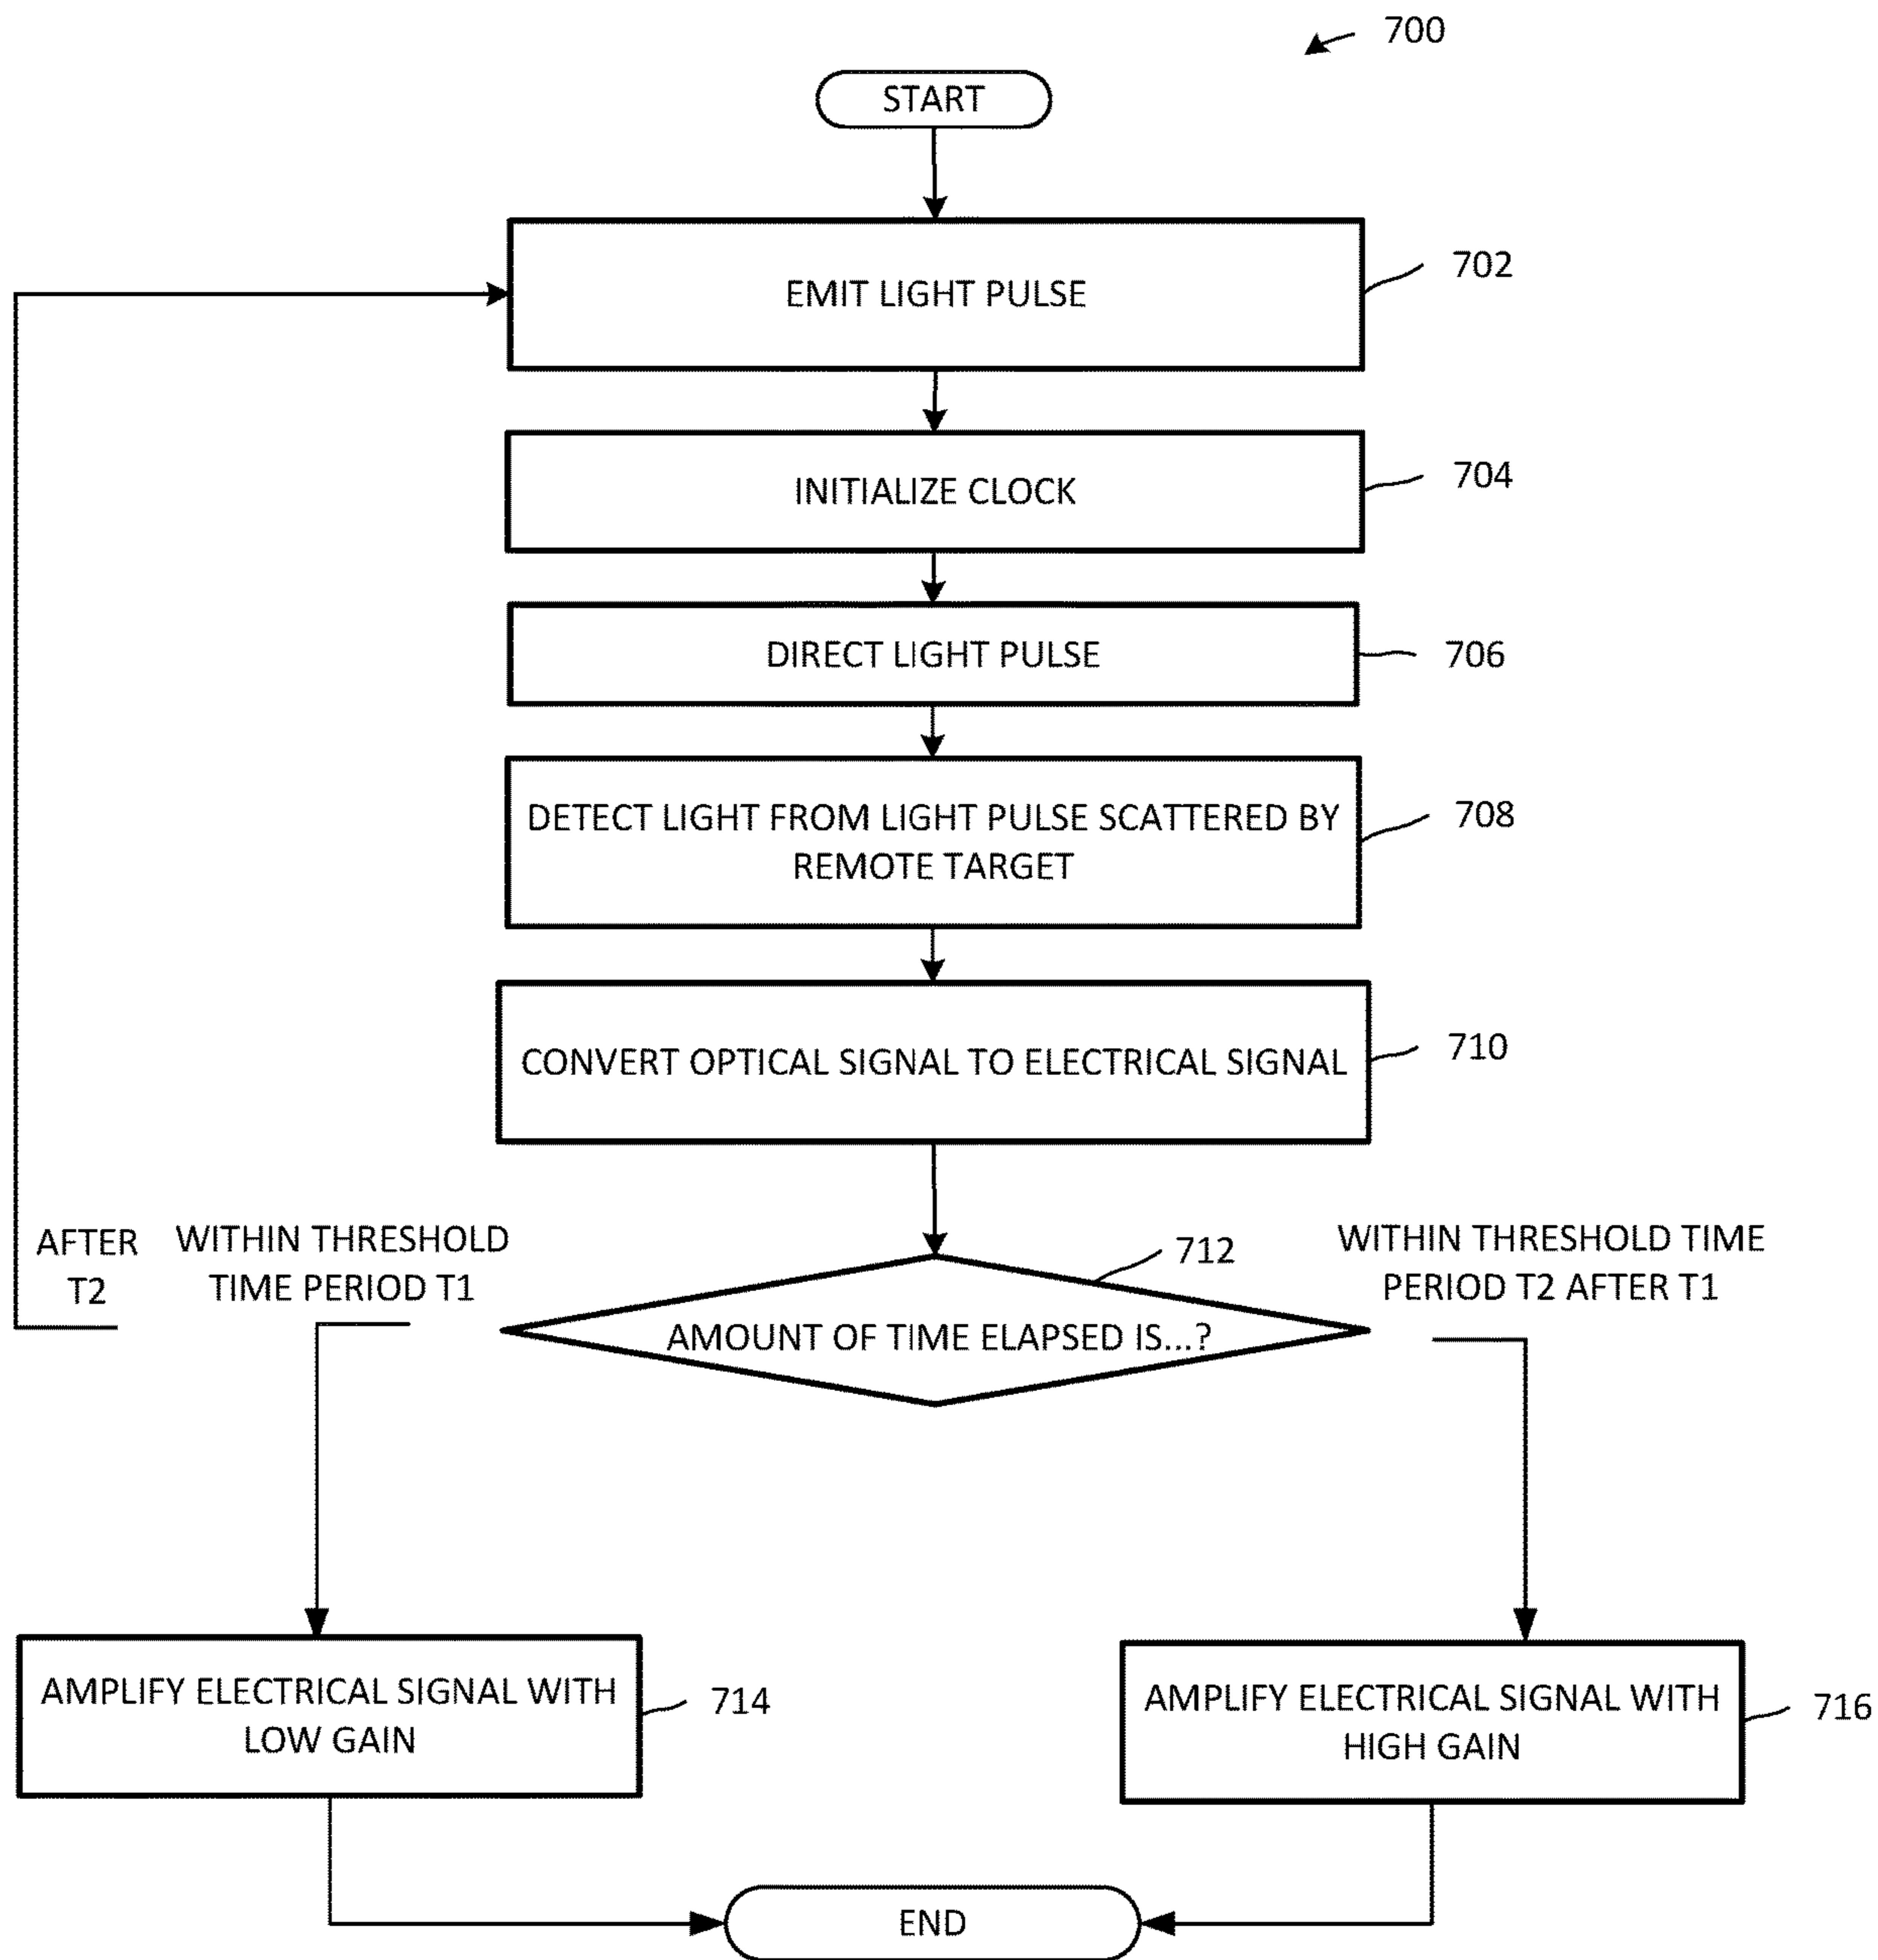 700
START
EMIT LIGHT PULSE
702
INITIALIZE CLOCK
704
DIRECT LIGHT PULSE
706
DETECT LIGHT FROM LIGHT PULSE SCATTERED BY
REMOTE TARGET
708
CONVERT OPTICAL SIGNAL TO ELECTRICAL SIGNAL
710
AFTER
T2
WITHIN THRESHOLD
TIME PERIOD T1
712
WITHIN THRESHOLD TIME
PERIOD T2 AFTER T1
AMOUNT OF TIME ELAPSED IS...?
AMPLIFY ELECTRICAL SIGNAL WITH
LOW GAIN
714
AMPLIFY ELECTRICAL SIGNAL WITH
HIGH GAIN
716
END